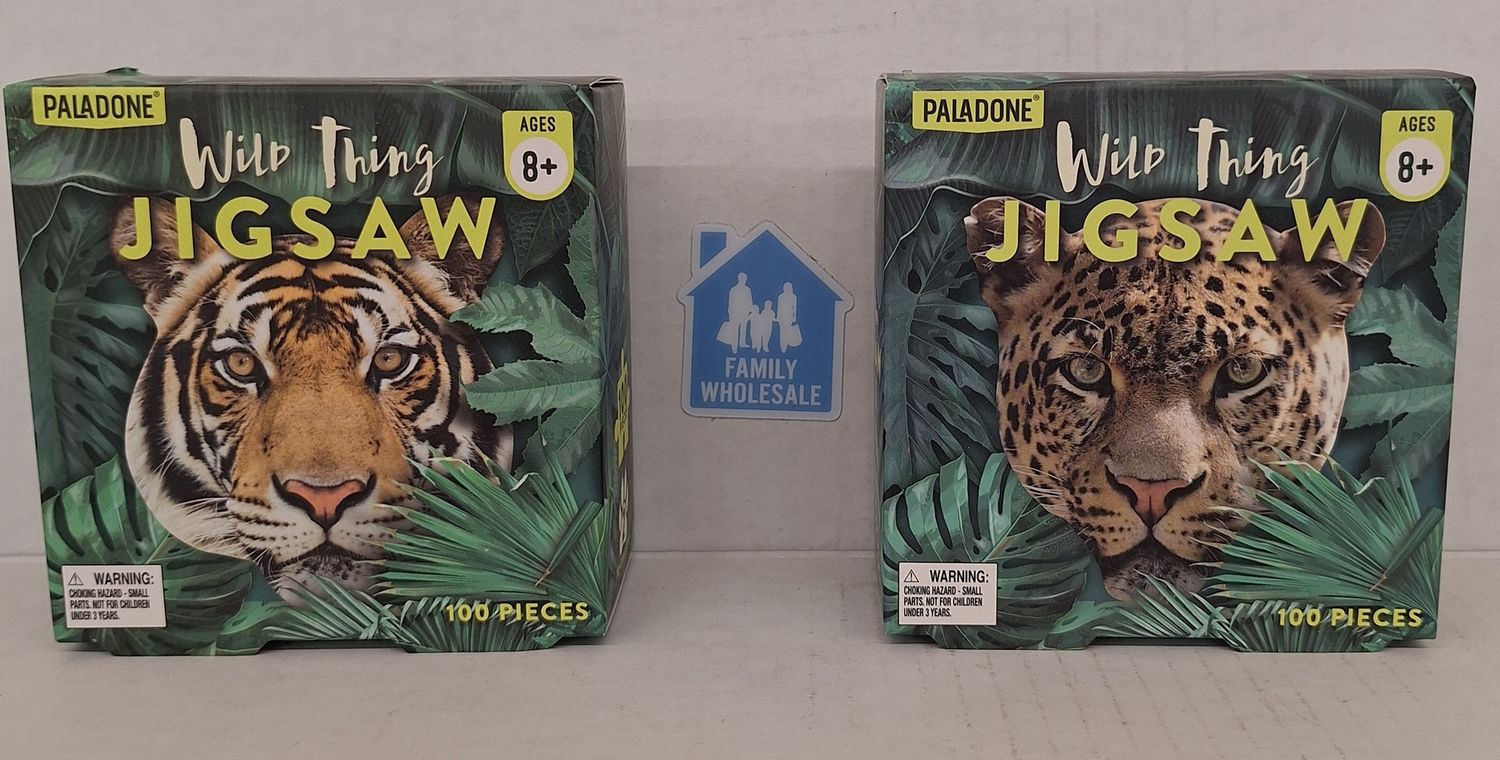 PALADONE®
Wild Thing
JIGSAW
AGES
8+
WARNING:
CHOKING HAZARD - SMALL
PARTS. NOT FOR CHILDREN
UNDER 3 YEARS.
100 PIECES
FAMILY
WHOLESALE
PALADONE®
Wild Thing
JIGSAW
AGES
8+
WARNING:
CHOKING HAZARD - SMALL
PARTS. NOT FOR CHILDREN
UNDER 3 YEARS.
100 PIECES